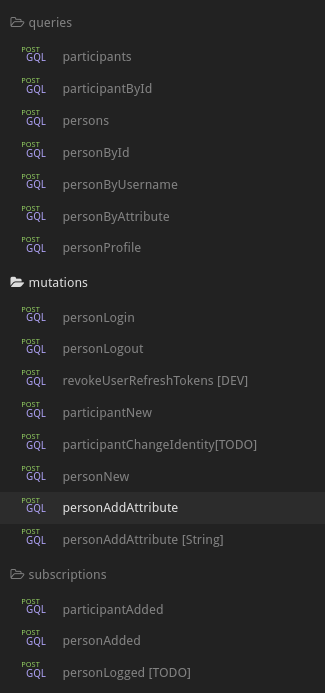 queries
POST GQL participants
POST GQL participantById
POST GQL persons
POST GQL personById
POST GQL personByUsername
POST GQL personByAttribute
POST GQL personProfile
mutations
POST GQL personLogin
POST GQL personLogout
POST GQL revokeUserRefreshTokens [DEV]
POST GQL participantNew
POST GQL participantChangeIdentity[TODO]
POST GQL personNew
POST GQL personAddAttribute
POST GQL personAddAttribute [String]
subscriptions
POST GQL participantAdded
POST GQL personAdded
POST GQL personLogged [TODO]